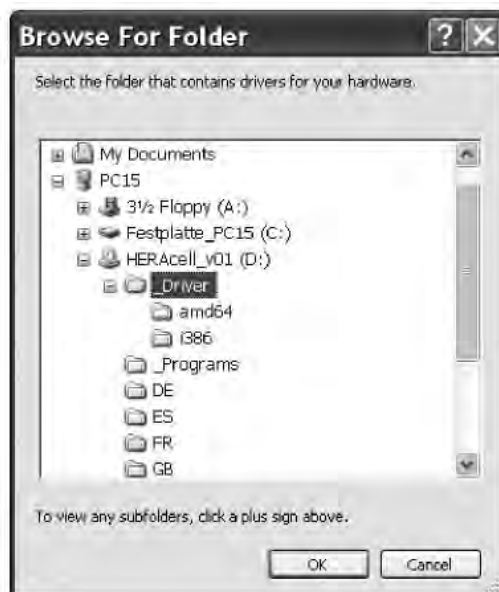 Browse For Folder
Select the folder that contains drivers for your hardware.
My Documents
PC15
3½ Floppy (A:)
Festplatte_PC15 (C:)
HERAcell_v01 (D:)
_Driver
amd64
i386
_Programs
DE
ES
FR
GB
To view any subfolders, click a plus sign above.
OK Cancel